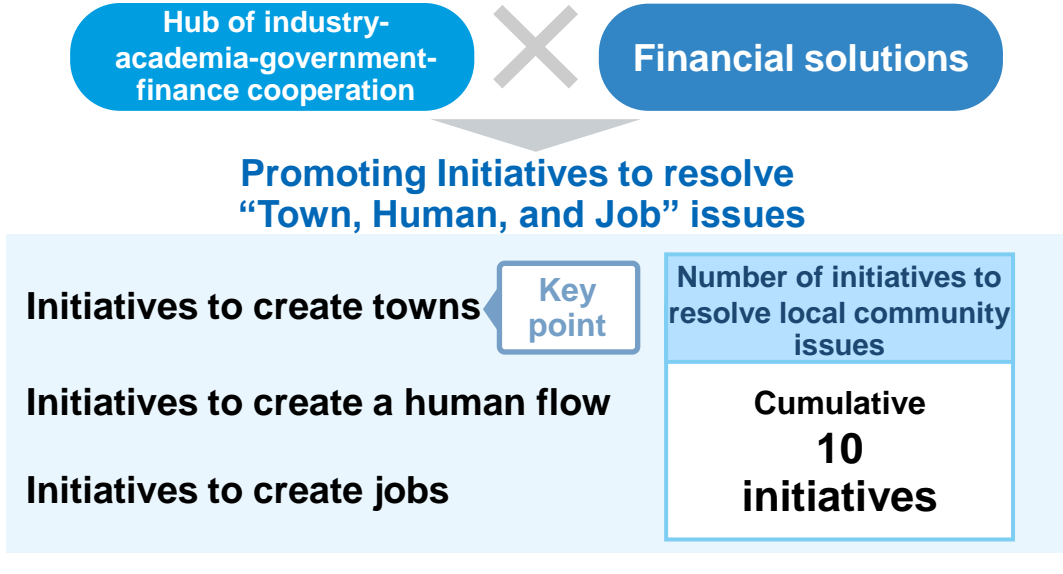 Hub of industry-
academia-government-
finance cooperation
Financial solutions
Promoting Initiatives to resolve
“Town, Human, and Job” issues
Initiatives to create towns
Key
point
Initiatives to create a human flow
Initiatives to create jobs
Number of initiatives to
resolve local community
issues
Cumulative
10
initiatives